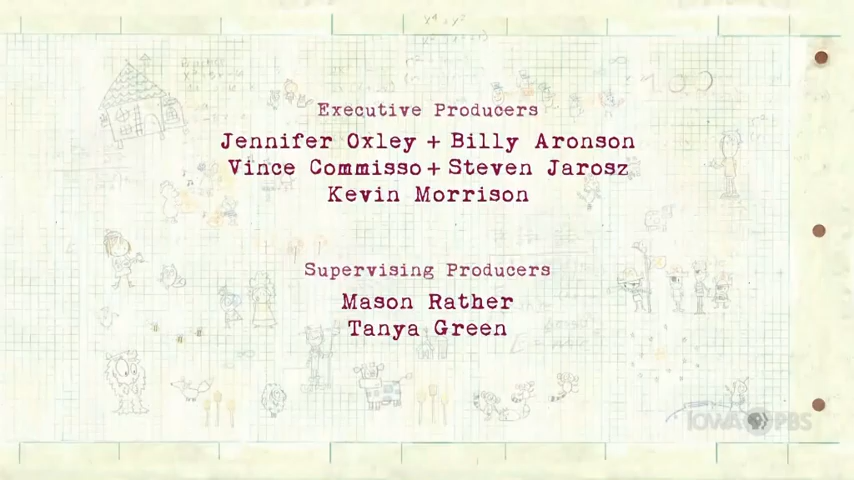 Executive Producers
Jennifer Oxley + Billy Aronson
Vince Commisso + Steven Jarosz
Kevin Morrison
Supervising Producers
Mason Rather
Tanya Green
IOWA PBS